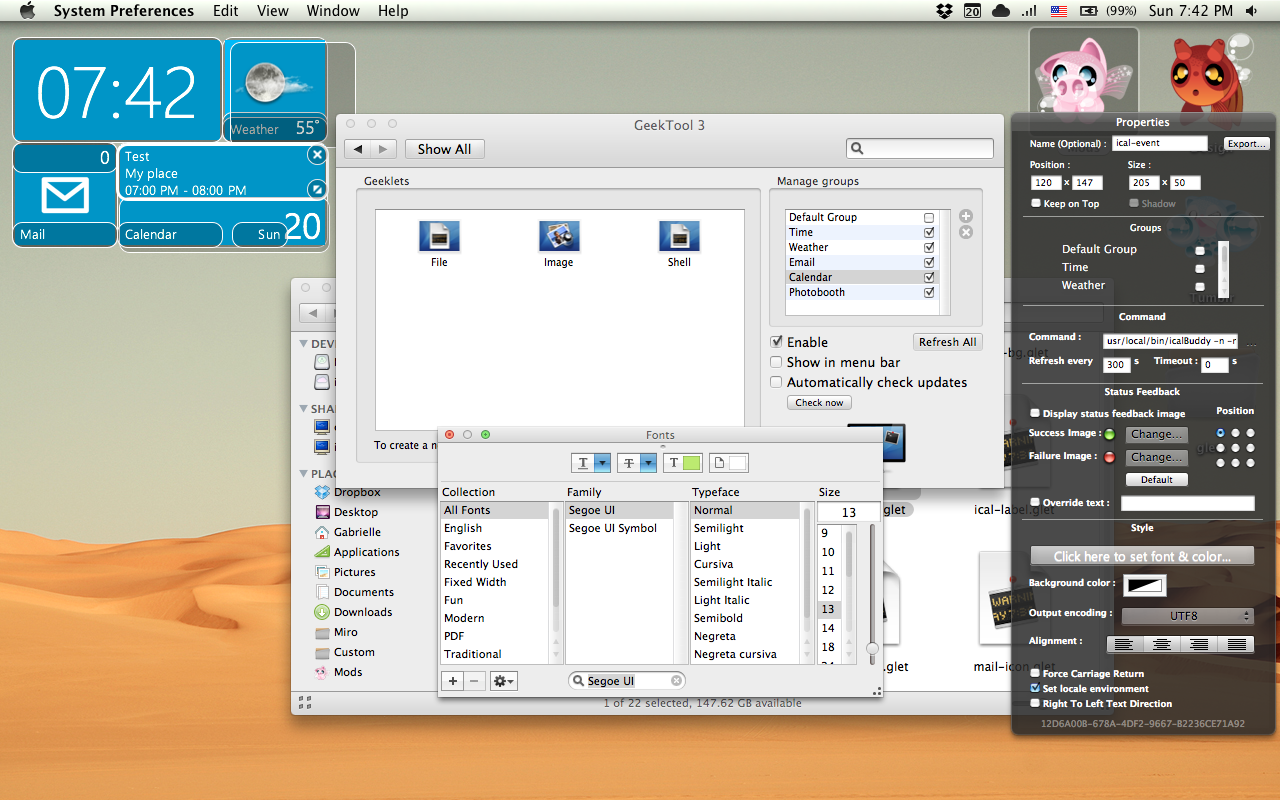 System Preferences Edit View Window Help
20 (99%) Sun 7:42 PM
07:42
Weather 55°
0
Mail
Test
My place
07:00 PM - 08:00 PM
Calendar
Sun 20
GeekTool 3
Show All
Geeklets
File
Image
Shell
To create a n
Manage groups
Default Group
Time
Weather
Email
Calendar
Photobooth
Enable
Refresh All
Show in menu bar
Automatically check updates
Check now
DEV
SHA
PLAC
Dropbox
Desktop
Gabrielle
Applications
Pictures
Documents
Downloads
Miro
Custom
Mods
-bg.glet
.glet
ical-label.glet
.glet
mail-icon.glet
1 of 22 selected, 147.62 GB available
Fonts
T T T
Collection
All Fonts
English
Favorites
Recently Used
Fixed Width
Fun
Modern
PDF
Traditional
Family
Segoe UI
Segoe UI Symbol
Typeface
Normal
Semilight
Light
Cursiva
Semilight Italic
Light Italic
Semibold
Negreta
Negreta cursiva
Size
13
9
10
11
12
13
14
18
24
Segoe UI
Properties
Name (Optional) : ical-event Export...
Position : Size :
120 x 147 205 x 50
Keep on Top Shadow
Groups
Default Group
Time
Weather
Command
Command : usr/local/bin/icalBuddy -n -r ...
Refresh every 300 s Timeout : 0 s
Status Feedback
Display status feedback image Position
Success Image : Change...
Failure Image : Change...
Default
Override text :
Style
Click here to set font & color...
Background color :
Output encoding : UTF8
Alignment :
Force Carriage Return
Set locale environment
Right To Left Text Direction
12D6A00B-678A-4DF2-9667-B2236CE71A92